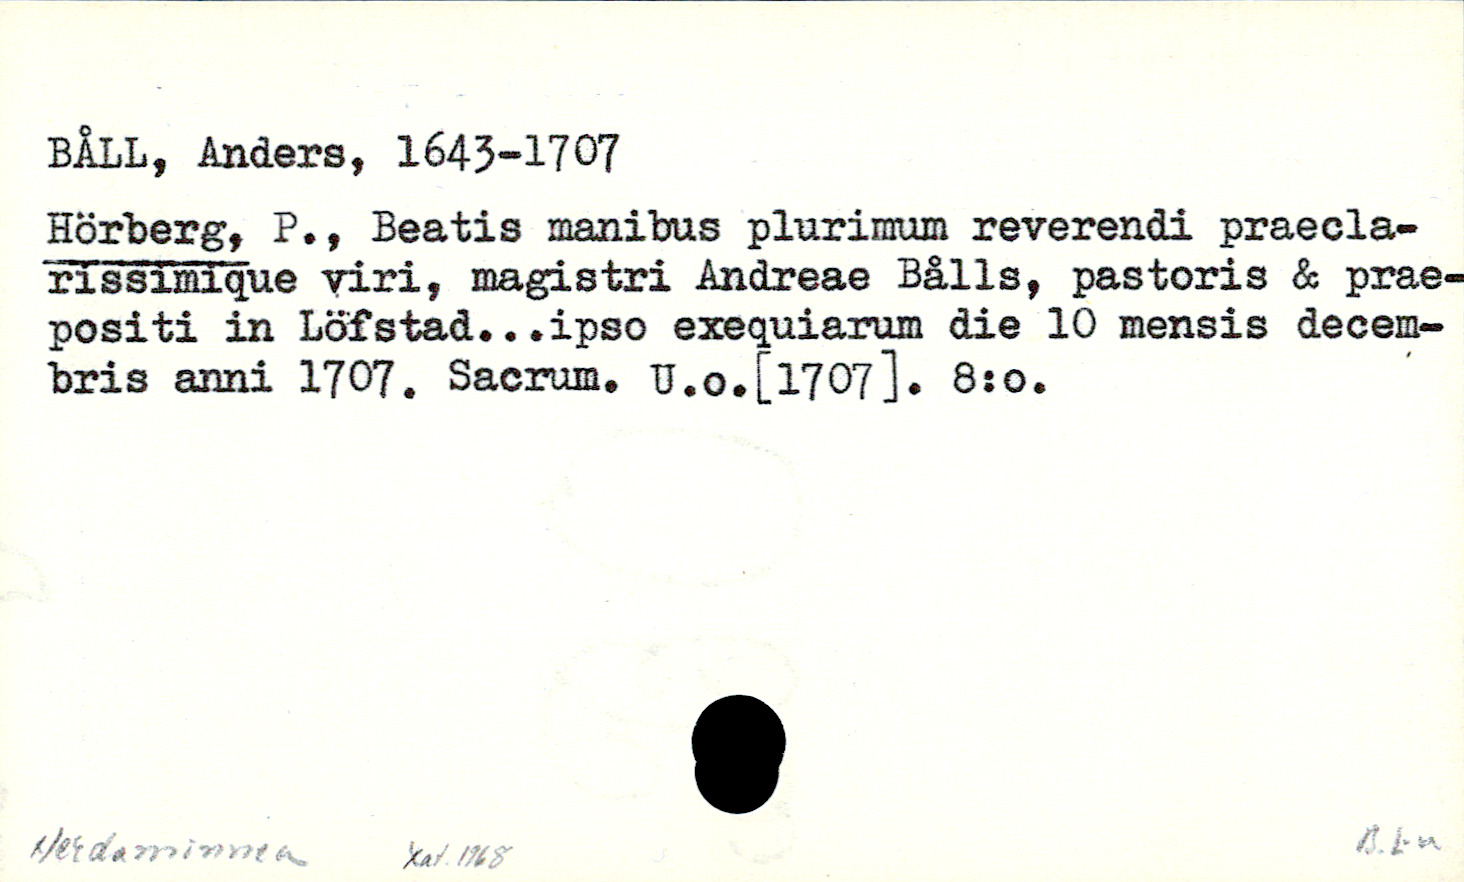 BÅLL, Anders, 1643-1707
Hörberg, P., Beatis manibus plurimum reverendi praecla-
rissimique viri, magistri Andreae Bålls, pastoris & prae-
positi in Löfstad...ipso exequiarum die 10 mensis decem-
bris anni 1707. Sacrum. U.o.[1707]. 8:o.
Kat. 1968